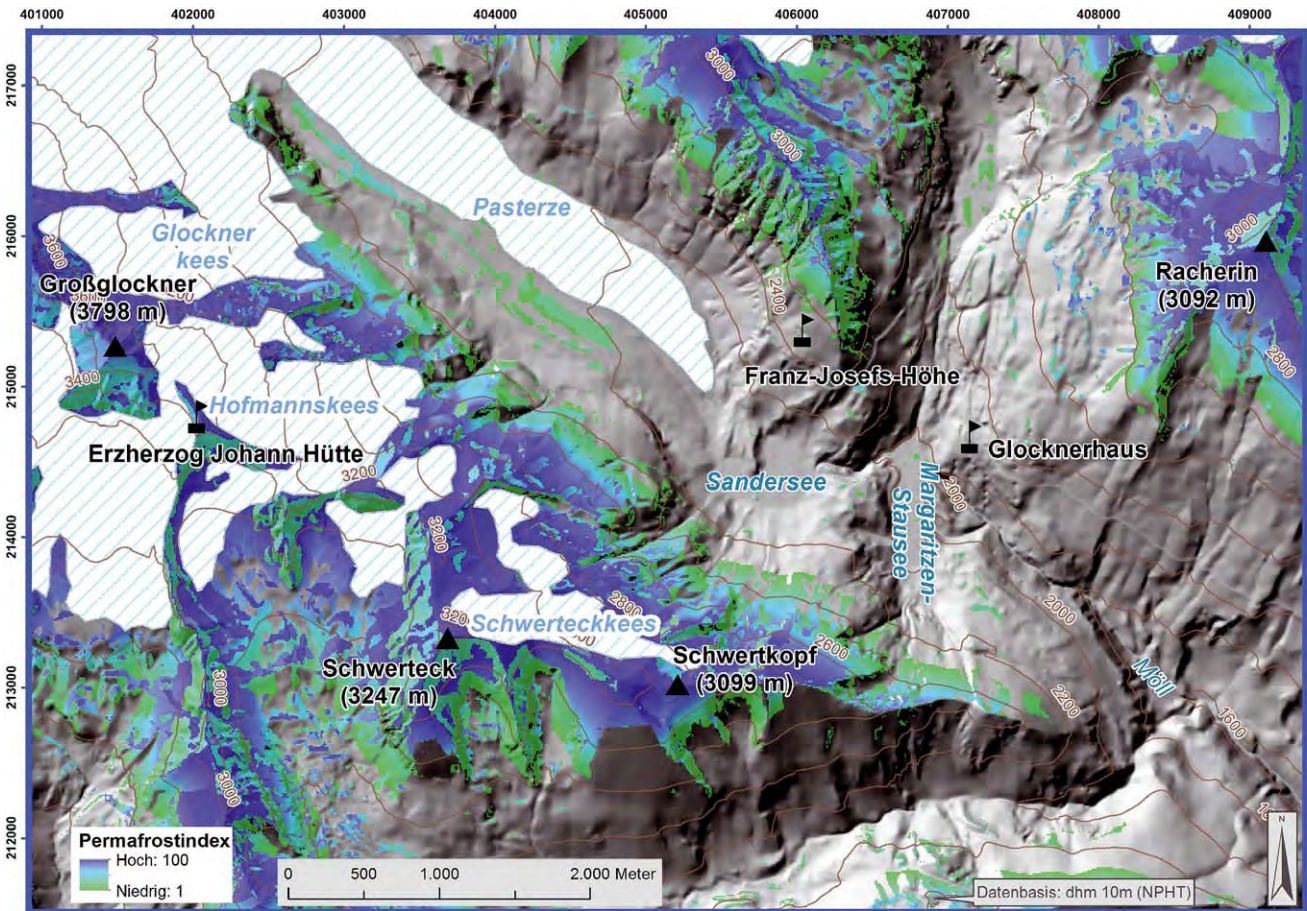 401000 402000 403000 404000 405000 406000 407000 408000 409000
217000
216000
215000
214000
213000
212000
3000
3000
Pasterze
Glockner
kees
3600
Großglockner
(3798 m)
3400
2400
3000
Racherin
(3092 m)
2800
Franz-Josefs-Höhe
Hofmannskees
Erzherzog Johann Hütte
3200
Glocknerhaus
Sandersee
Margaritzen-
Stausee
2000
3200
2800
Schwerteckkees
2000
2600
Schwerteck
(3247 m)
Schwertkopf
(3099 m)
Möll
3000
2200
1600
3000
Permafrostindex
Hoch: 100
Niedrig: 1
0 500 1.000 2.000 Meter
N
Datenbasis: dhm 10m (NPHT)